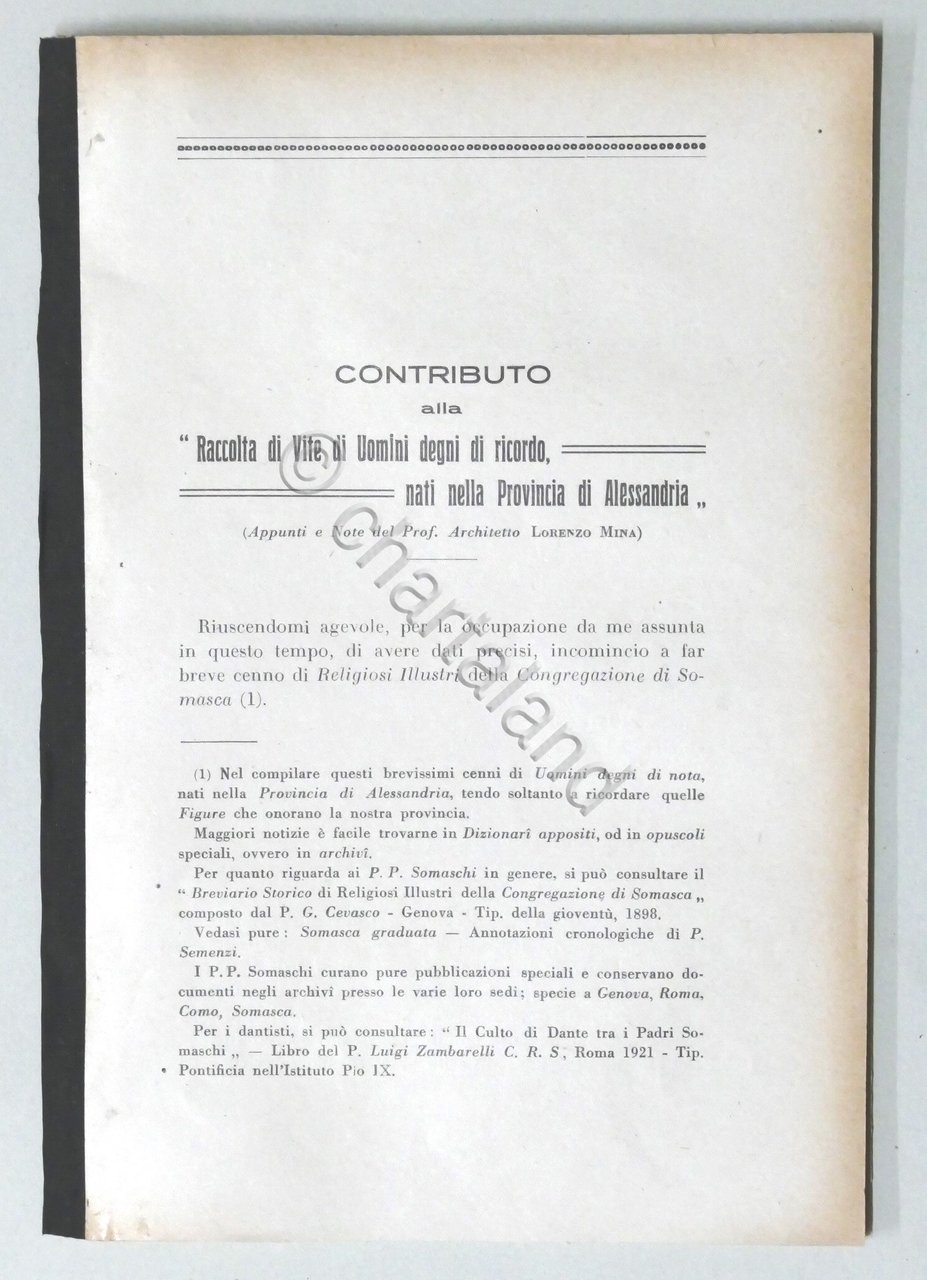 CONTRIBUTO
alla
“ Raccolta di Vite di Uomini degni di ricordo,
nati nella Provincia di Alessandria „
(Appunti e Note del Prof. Architetto LORENZO MINA)
Riuscendomi agevole, per la occupazione da me assunta
in questo tempo, di avere dati precisi, incomincio a far
breve cenno di Religiosi Illustri della Congregazione di So-
masca (1).
(1) Nel compilare questi brevissimi cenni di Uomini degni di nota,
nati nella Provincia di Alessandria, tendo soltanto a ricordare quelle
Figure che onorano la nostra provincia.
Maggiori notizie è facile trovarne in Dizionarî appositi, od in opuscoli
speciali, ovvero in archivî.
Per quanto riguarda ai P. P. Somaschi in genere, si può consultare il
“ Breviario Storico di Religiosi Illustri della Congregazione di Somasca „
composto dal P. G. Cevasco - Genova - Tip. della gioventù, 1898.
Vedasi pure : Somasca graduata — Annotazioni cronologiche di P.
Semenzi.
I P. P. Somaschi curano pure pubblicazioni speciali e conservano do-
cumenti negli archivî presso le varie loro sedi; specie a Genova, Roma,
Como, Somasca.
Per i dantisti, si può consultare : “ Il Culto di Dante tra i Padri So-
maschi „ — Libro del P. Luigi Zambarelli C. R. S, Roma 1921 - Tip.
Pontificia nell'Istituto Pio IX.
© chartaland